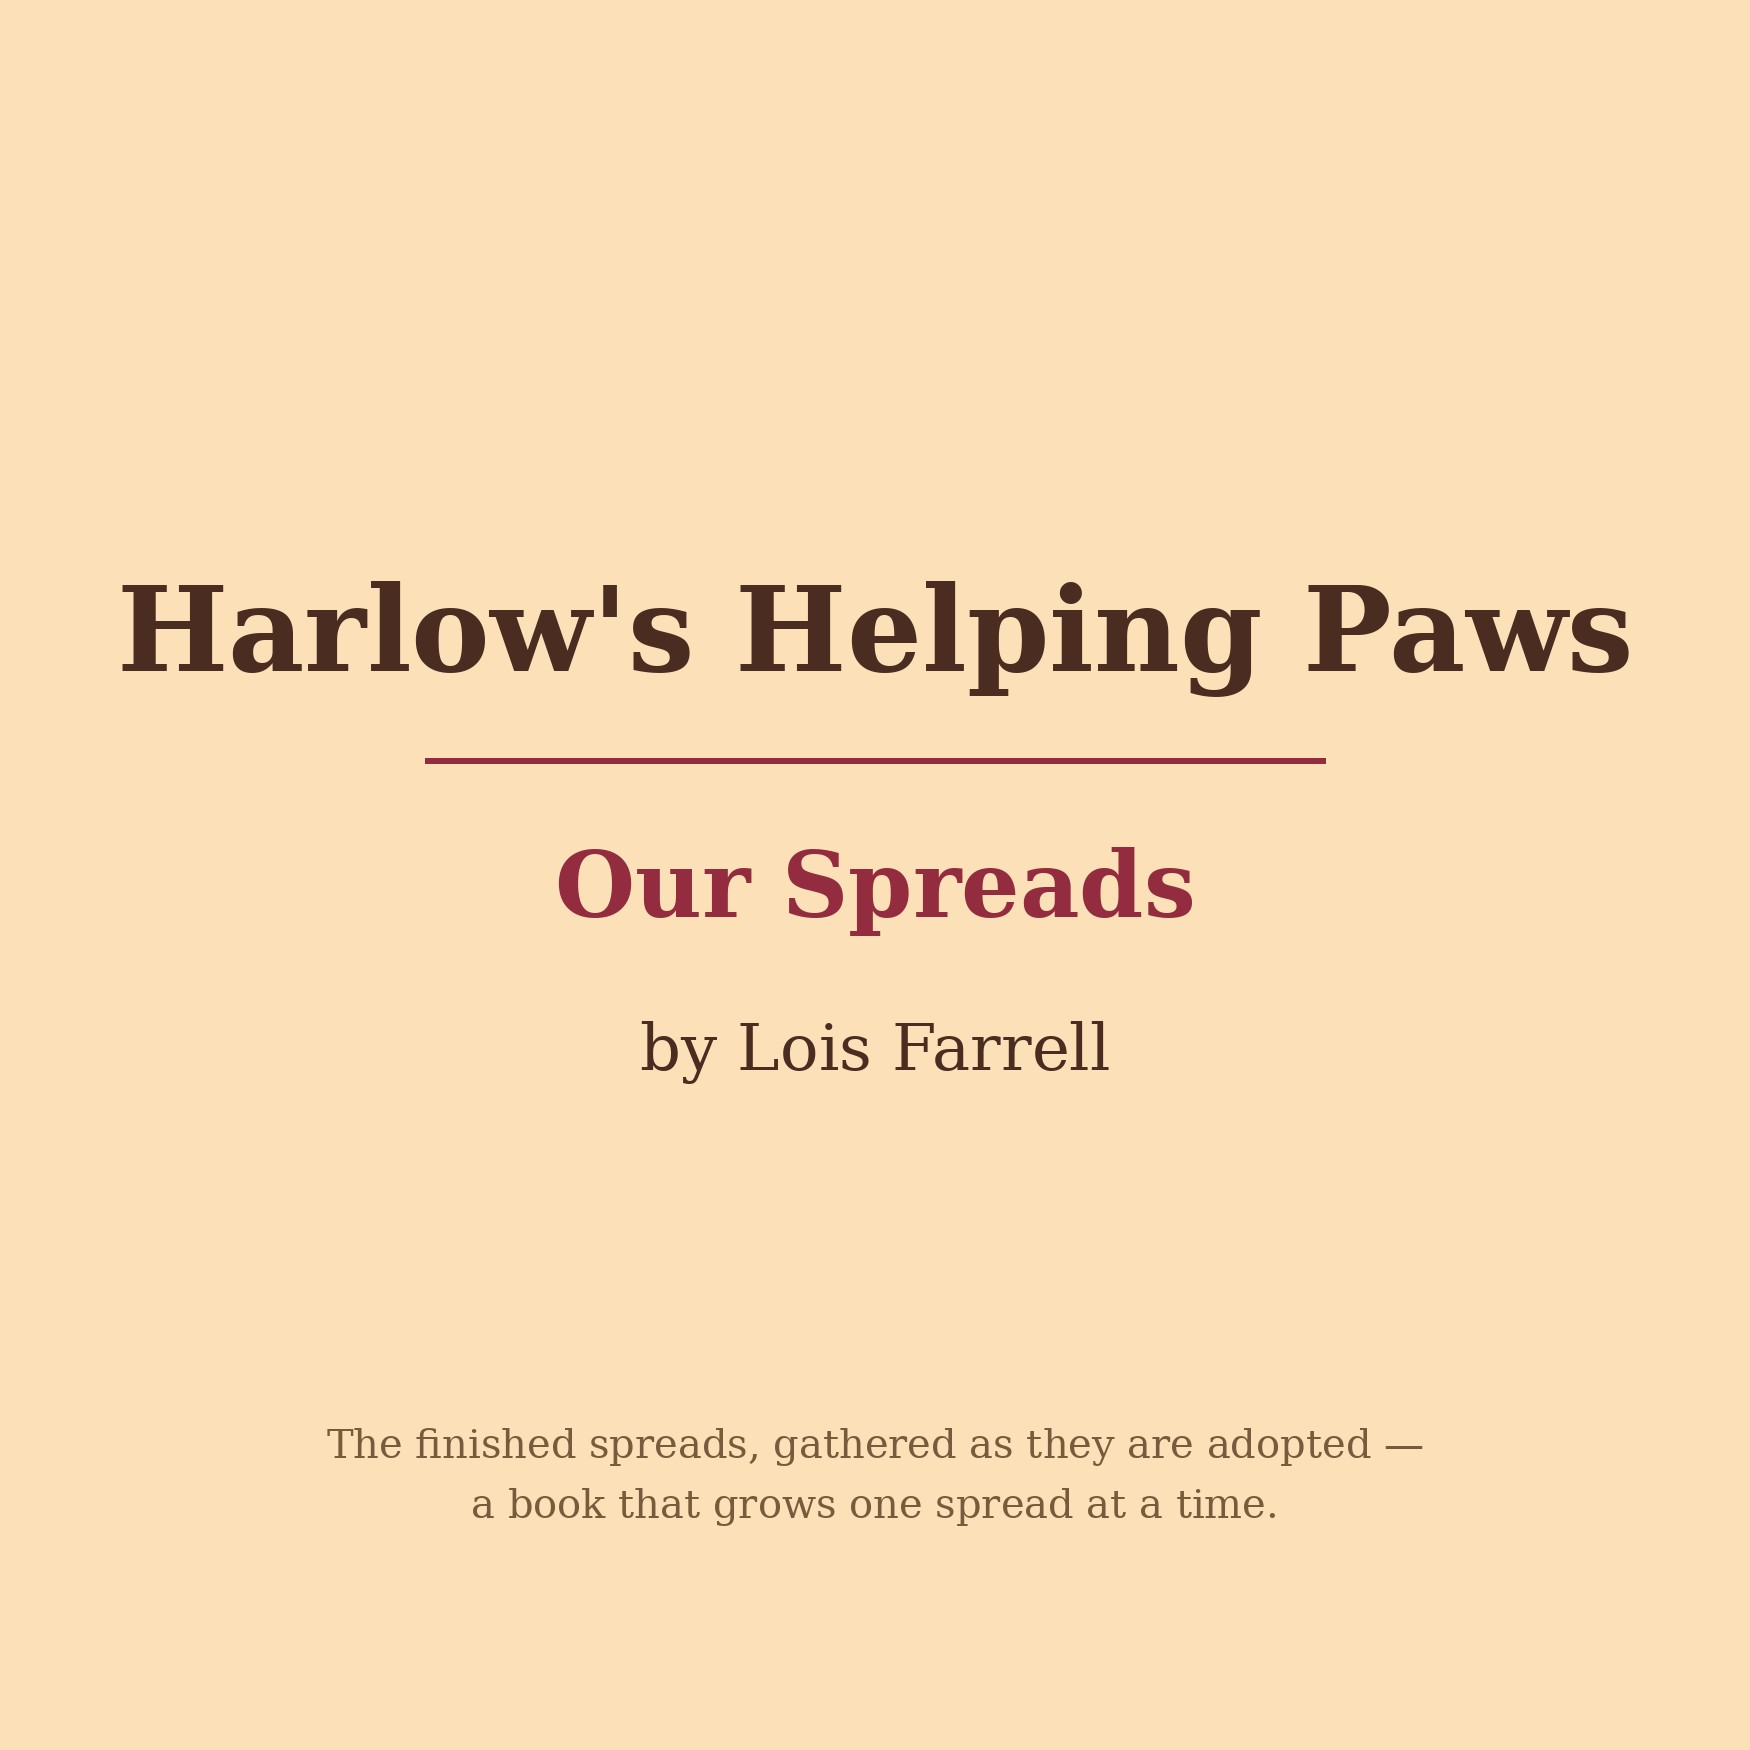 Harlow's Helping Paws
Our Spreads
by Lois Farrell
The finished spreads, gathered as they are adopted —
a book that grows one spread at a time.